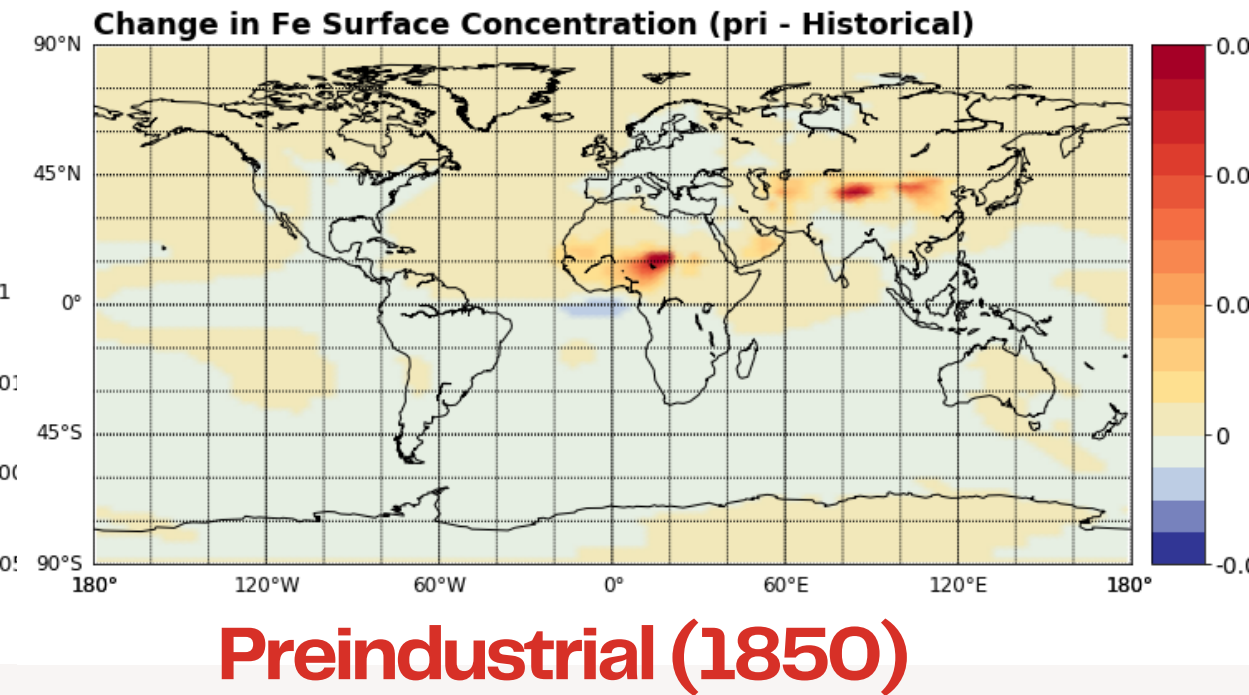 Change in Fe Surface Concentration (pri - Historical)
90°N
45°N
0°
45°S
90°S
180° 120°W 60°W 0° 60°E 120°E 180°
0
Preindustrial (1850)